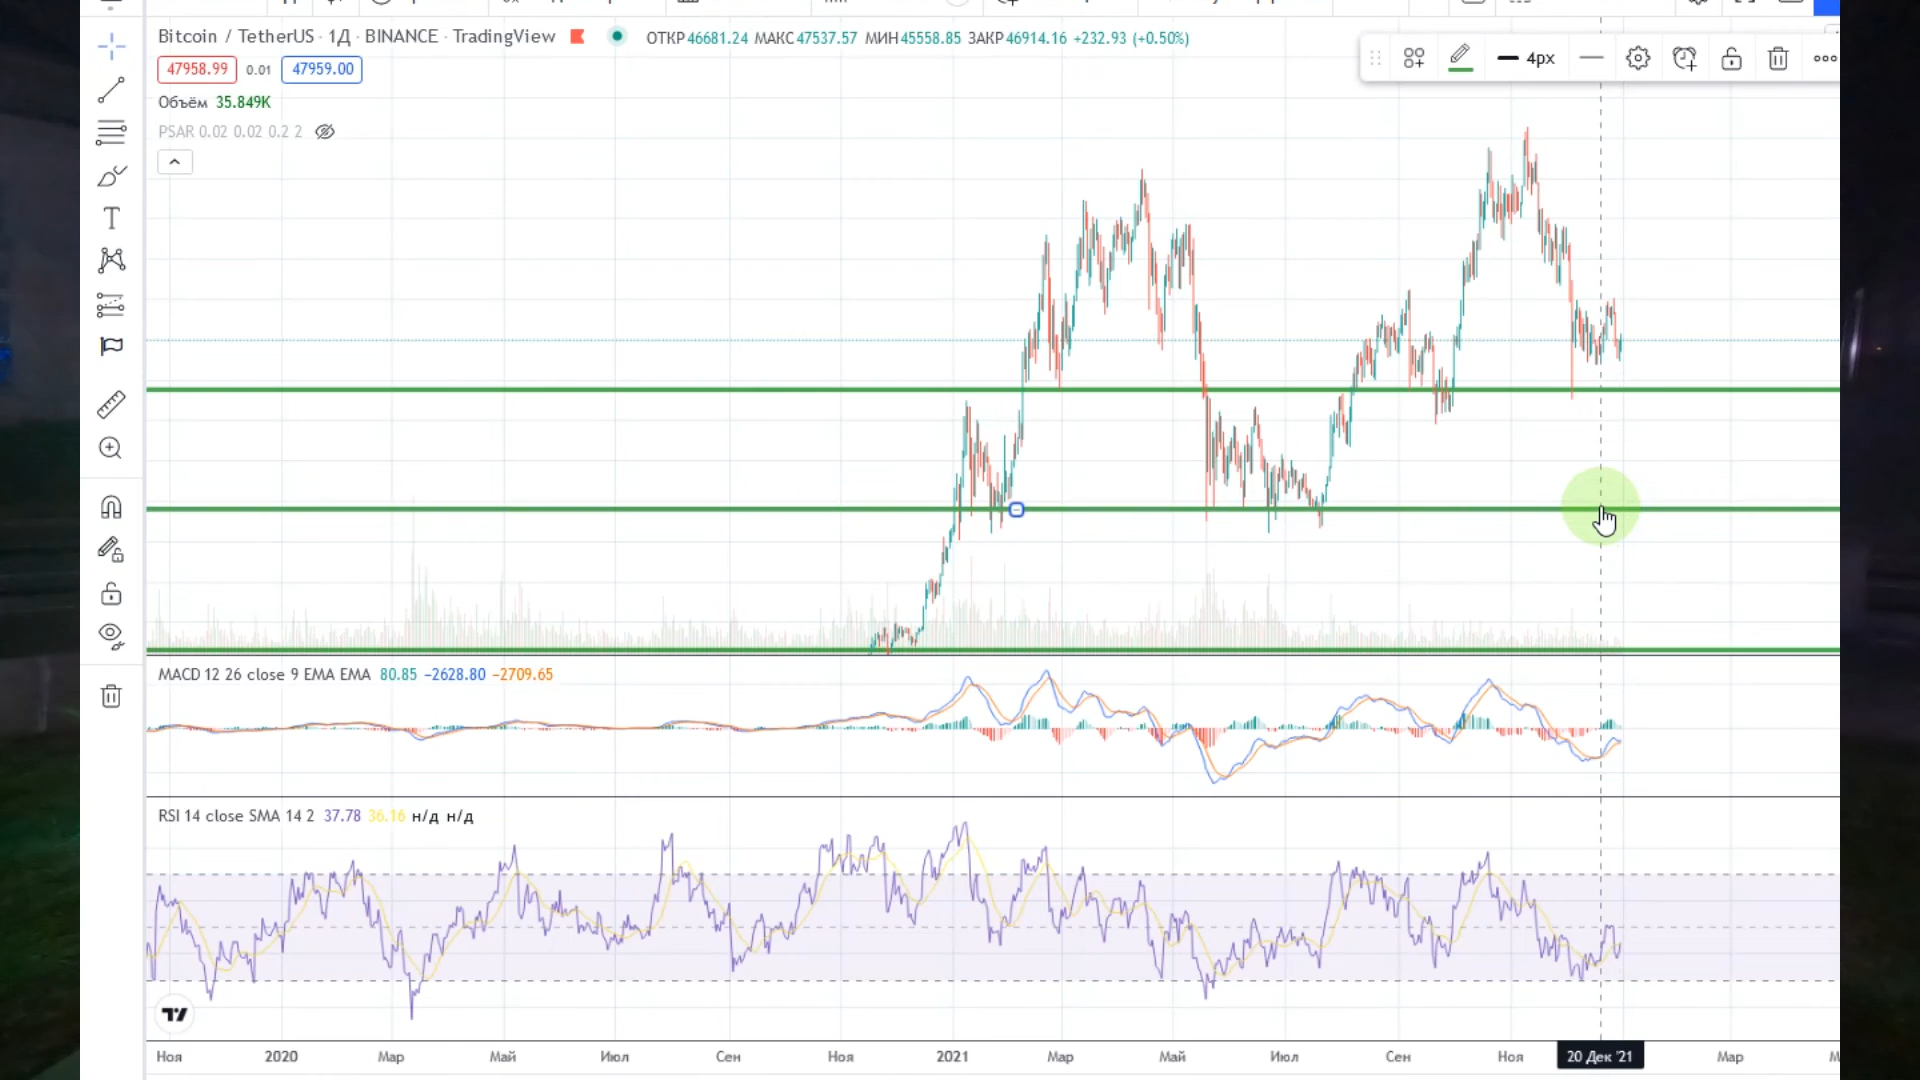 Bitcoin / TetherUS · 1Д · BINANCE · TradingView ОТКР46681.24 МАКС47537.57 МИН45558.85 ЗАКР46914.16 +232.93 (+0.50%)
47958.99 0.01 47959.00
4px
Объём 35.849K
PSAR 0.02 0.02 0.2 2
MACD 12 26 close 9 EMA EMA 80.85 −2628.80 −2709.65
RSI 14 close SMA 14 2 37.78 36.16 н/д н/д
Ноя 2020 Мар Май Июл Сен Ноя 2021 Мар Май Июл Сен Ноя 20 Дек '21 Мар